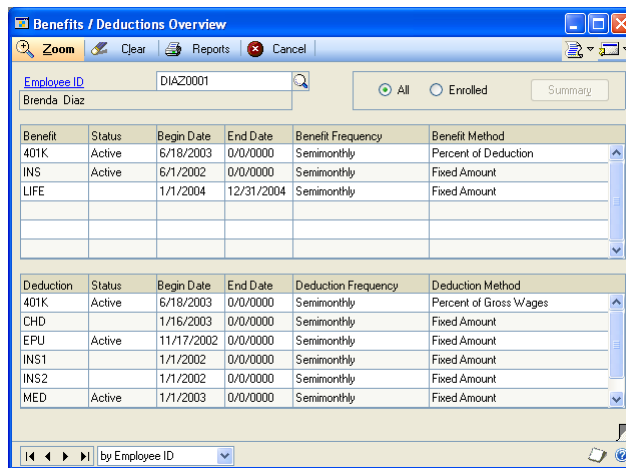 Benefits / Deductions Overview
Zoom Clear Reports Cancel
Employee ID DIAZ0001 All Enrolled Summary
Brenda Diaz
Benefit Status Begin Date End Date Benefit Frequency Benefit Method
401K Active 6/18/2003 0/0/0000 Semimonthly Percent of Deduction
INS Active 6/1/2002 0/0/0000 Semimonthly Fixed Amount
LIFE 1/1/2004 12/31/2004 Semimonthly Fixed Amount
Deduction Status Begin Date End Date Deduction Frequency Deduction Method
401K Active 6/18/2003 0/0/0000 Semimonthly Percent of Gross Wages
CHD 1/16/2003 0/0/0000 Semimonthly Fixed Amount
EPU Active 11/17/2002 0/0/0000 Semimonthly Fixed Amount
INS1 1/1/2002 0/0/0000 Semimonthly Fixed Amount
INS2 1/1/2002 0/0/0000 Semimonthly Fixed Amount
MED Active 1/1/2003 0/0/0000 Semimonthly Fixed Amount
by Employee ID